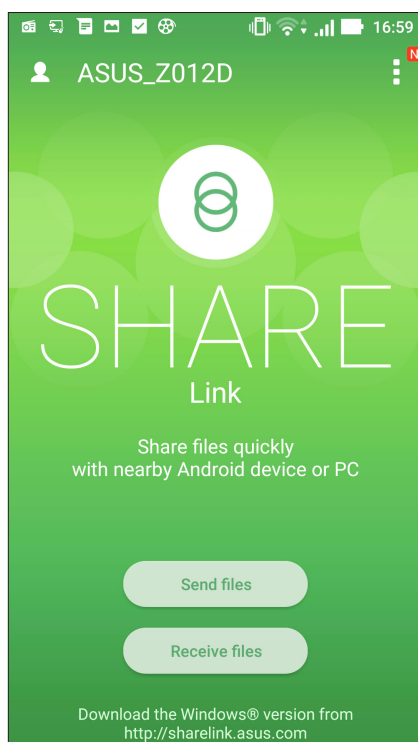 16:59
ASUS_Z012D
N
SHARE
Link
Share files quickly
with nearby Android device or PC
Send files
Receive files
Download the Windows® version from
http://sharelink.asus.com